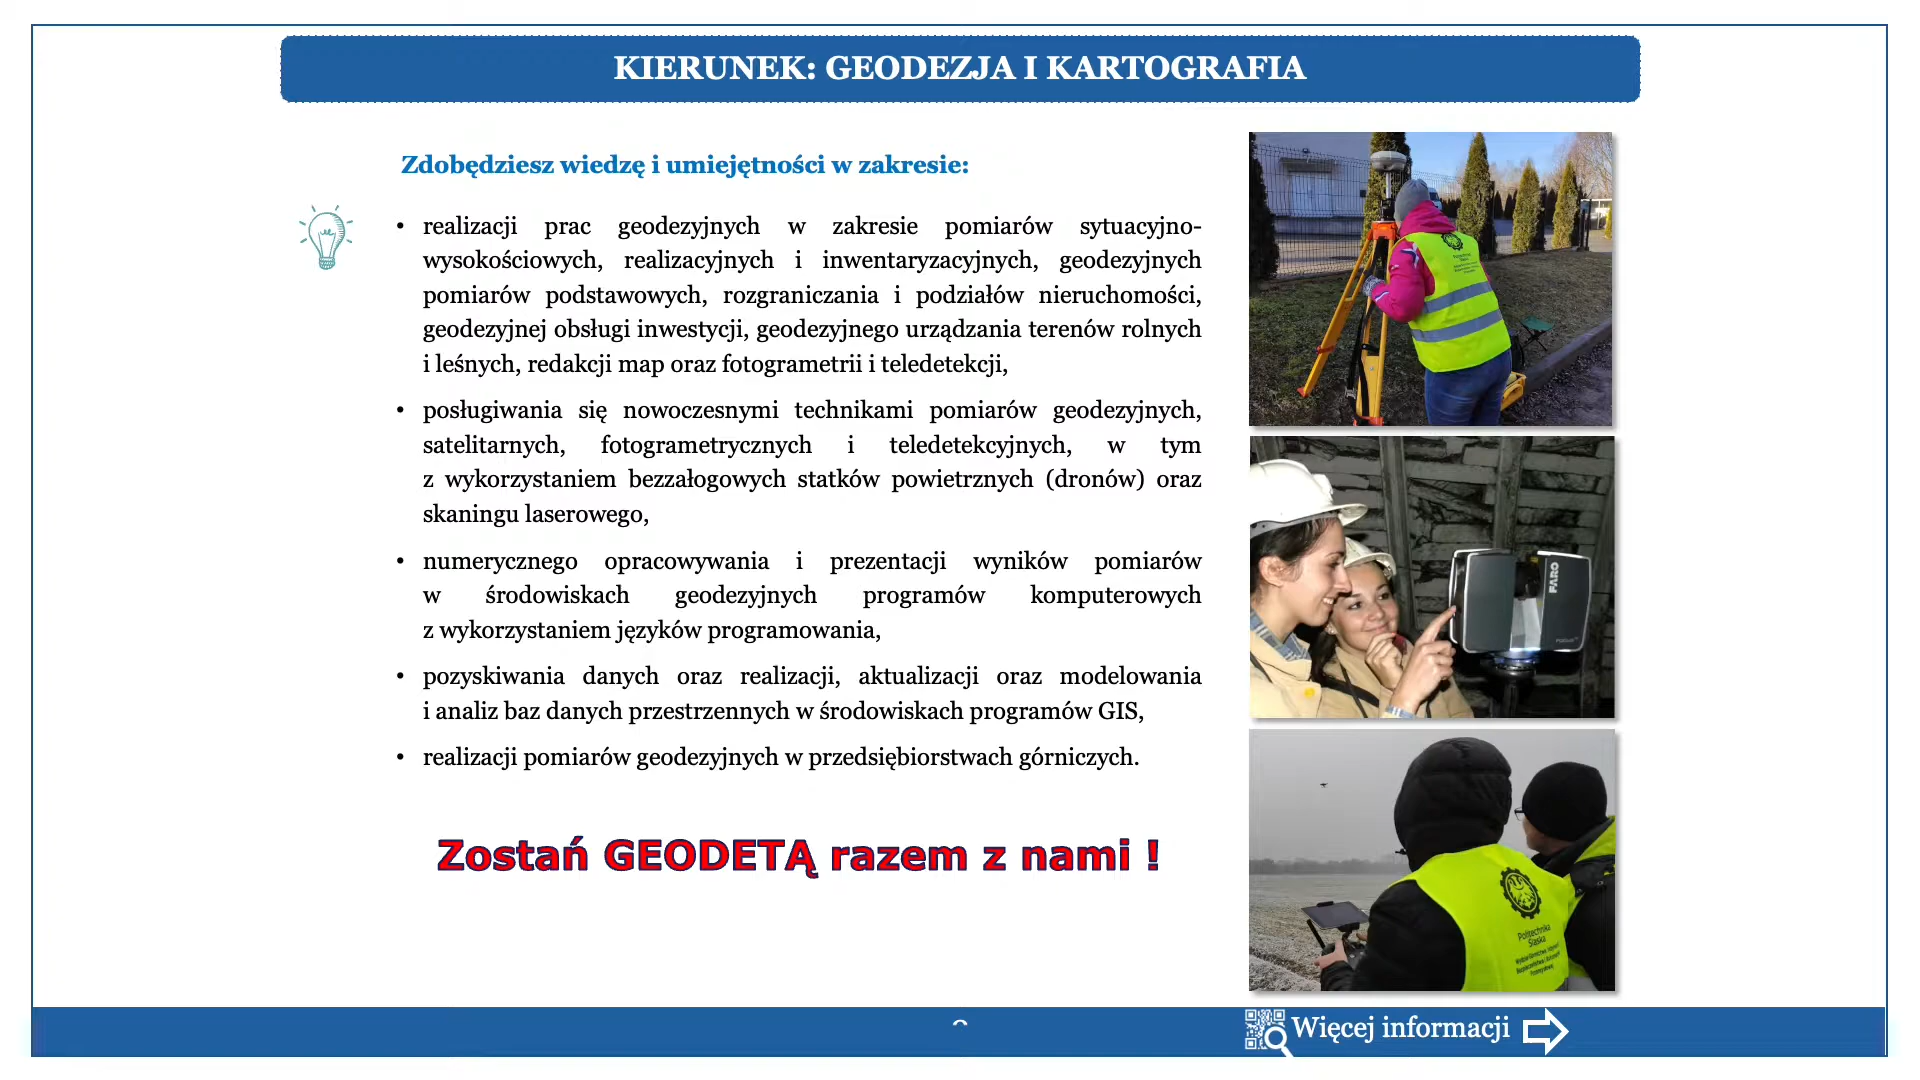 KIERUNEK: GEODEZJA I KARTOGRAFIA
Zdobędziesz wiedzę i umiejętności w zakresie:
• realizacji prac geodezyjnych w zakresie pomiarów sytuacyjno-
wysokościowych, realizacyjnych i inwentaryzacyjnych, geodezyjnych
pomiarów podstawowych, rozgraniczania i podziałów nieruchomości,
geodezyjnej obsługi inwestycji, geodezyjnego urządzania terenów rolnych
i leśnych, redakcji map oraz fotogrametrii i teledetekcji,
• posługiwania się nowoczesnymi technikami pomiarów geodezyjnych,
satelitarnych, fotogrametrycznych i teledetekcyjnych, w tym
z wykorzystaniem bezzałogowych statków powietrznych (dronów) oraz
skaningu laserowego,
• numerycznego opracowywania i prezentacji wyników pomiarów
w środowiskach geodezyjnych programów komputerowych
z wykorzystaniem języków programowania,
• pozyskiwania danych oraz realizacji, aktualizacji oraz modelowania
i analiz baz danych przestrzennych w środowiskach programów GIS,
• realizacji pomiarów geodezyjnych w przedsiębiorstwach górniczych.
Zostań GEODETĄ razem z nami !
FARO
Politechnika
Śląska
Więcej informacji